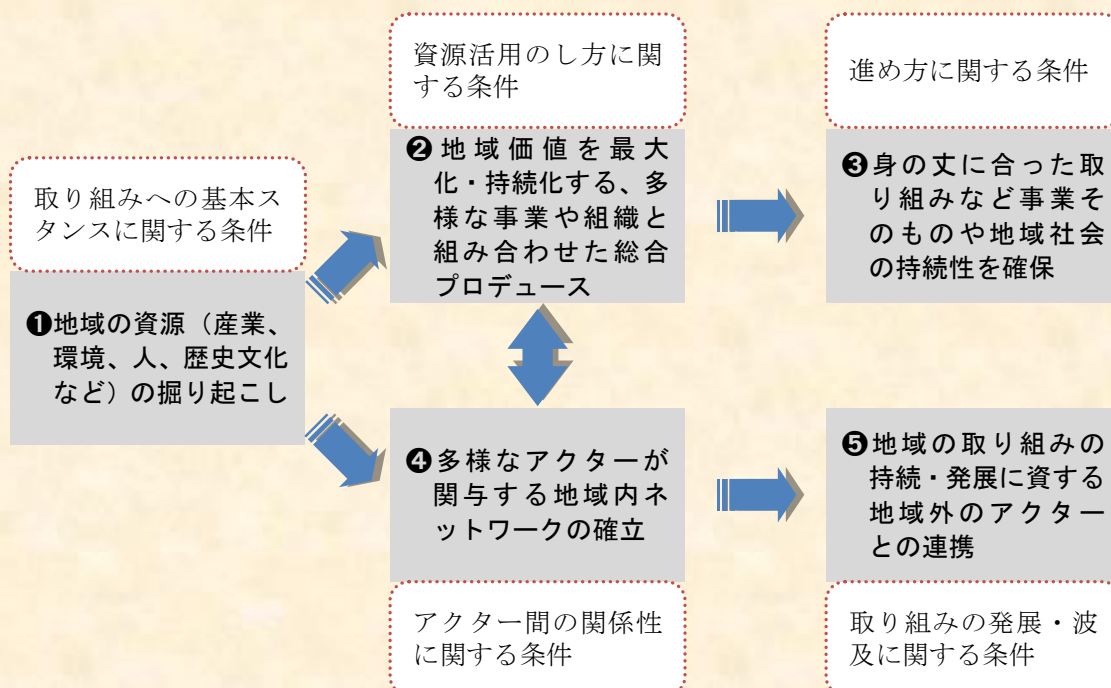 取り組みへの基本ス
タンスに関する条件
❶地域の資源（産業、
環境、人、歴史文化
など）の掘り起こし
資源活用のし方に関
する条件
❷地域価値を最大
化・持続化する、多
様な事業や組織と
組み合わせた総合
プロデュース
進め方に関する条件
❸身の丈に合った取
り組みなど事業そ
のものや地域社会
の持続性を確保
❹多様なアクターが
関与する地域内ネ
ットワークの確立
アクター間の関係性
に関する条件
❺地域の取り組みの
持続・発展に資する
地域外のアクター
との連携
取り組みの発展・波
及に関する条件